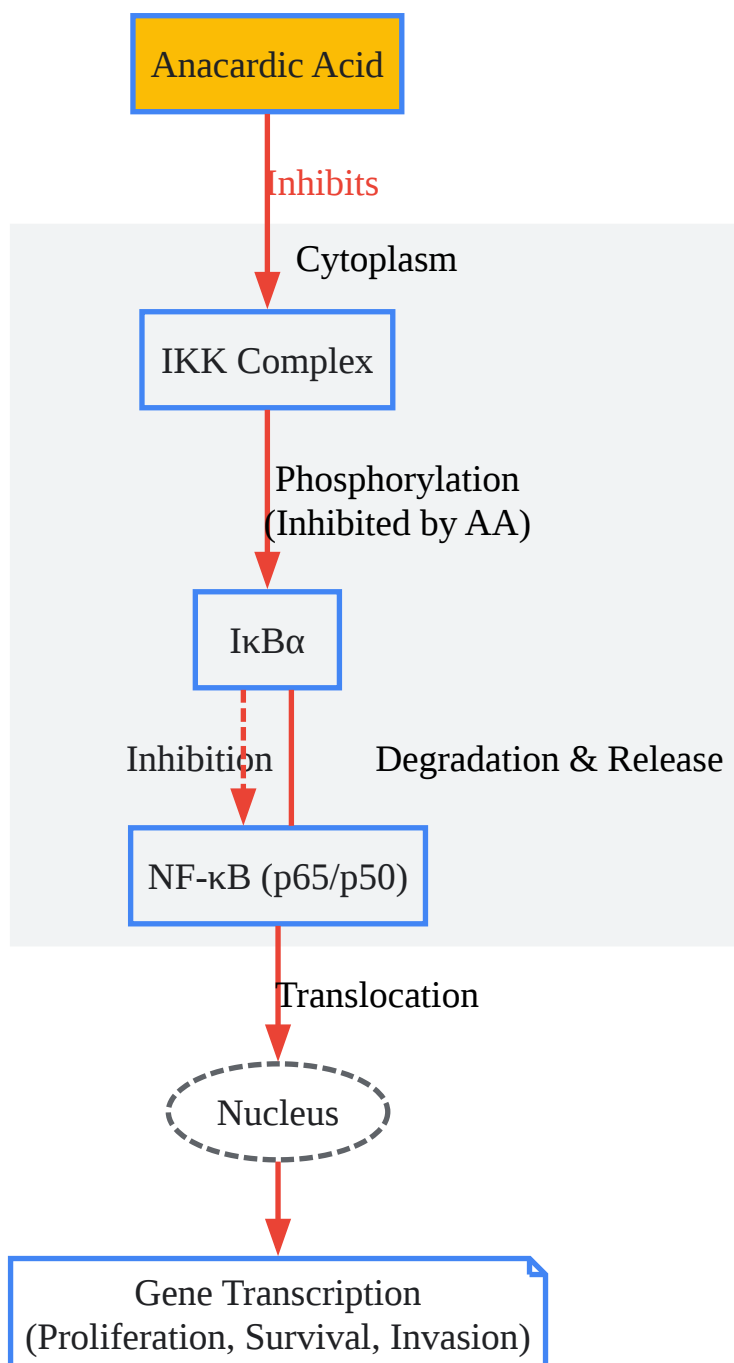 Anacardic Acid
Inhibits
Cytoplasm
IKK Complex
Phosphorylation
(Inhibited by AA)
IκBα
Inhibition
Degradation & Release
NF-κB (p65/p50)
Translocation
Nucleus
Gene Transcription
(Proliferation, Survival, Invasion)